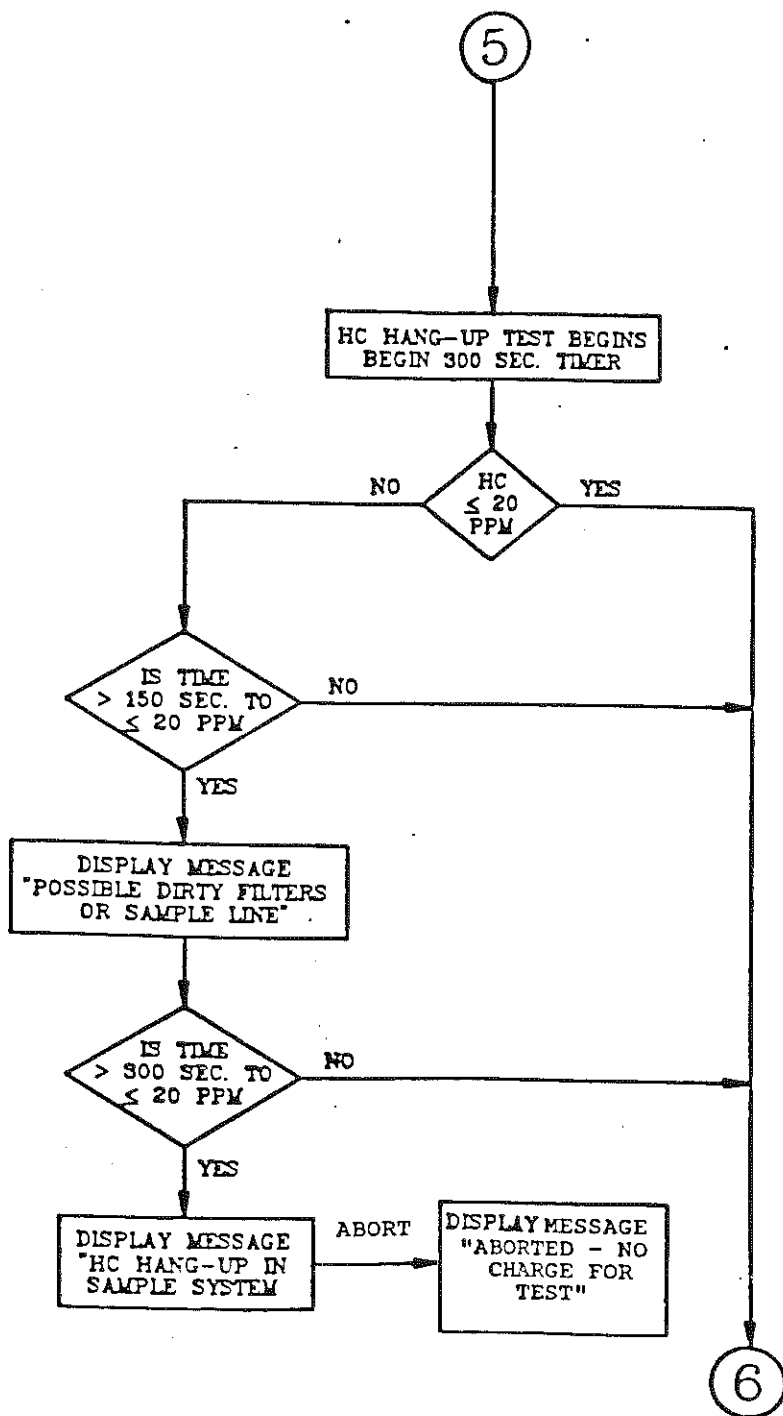 5
HC HANG-UP TEST BEGINS
BEGIN 300 SEC. TIMER
HC
≤ 20
PPM
NO
YES
IS TIME
> 150 SEC. TO
≤ 20 PPM
NO
YES
DISPLAY MESSAGE
"POSSIBLE DIRTY FILTERS
OR SAMPLE LINE"
IS TIME
> 300 SEC. TO
≤ 20 PPM
NO
YES
DISPLAY MESSAGE
"HC HANG-UP IN
SAMPLE SYSTEM
ABORT
DISPLAY MESSAGE
"ABORTED - NO
CHARGE FOR
TEST"
6